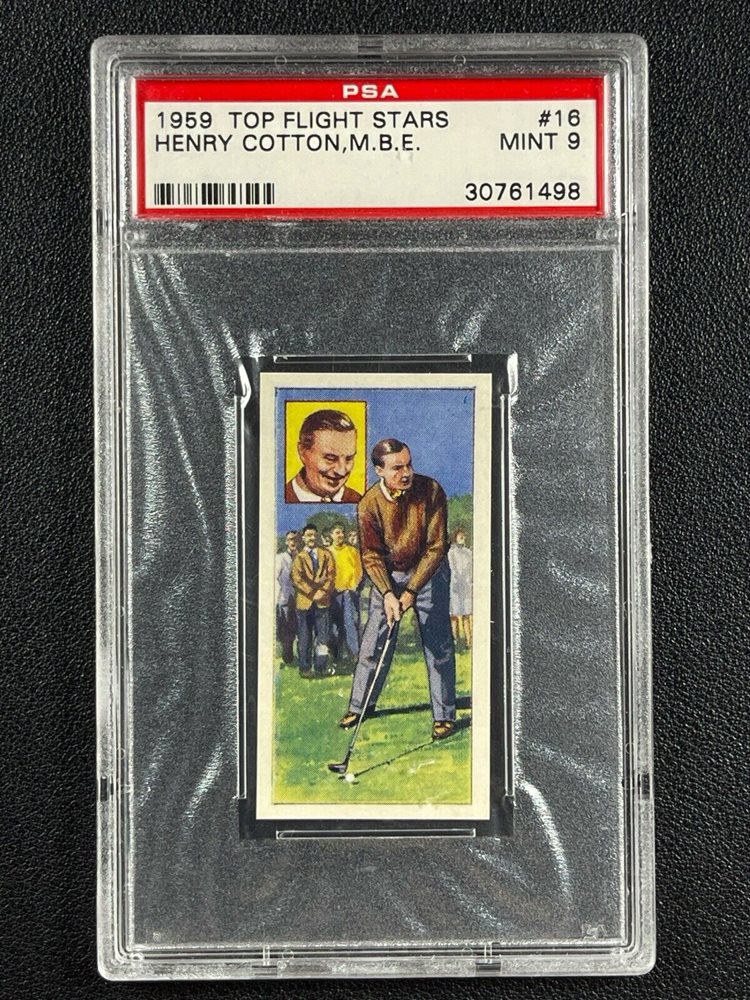 PSA
1959 TOP FLIGHT STARS #16
HENRY COTTON,M.B.E. MINT 9
30761498